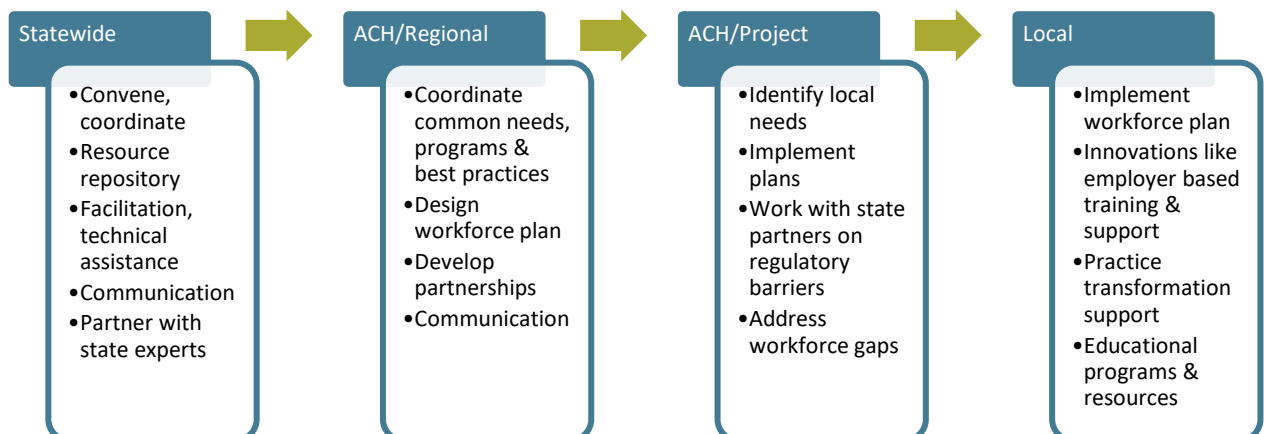 Statewide
•Convene,
coordinate
•Resource
repository
•Facilitation,
technical
assistance
•Communication
•Partner with
state experts
ACH/Regional
•Coordinate
common needs,
programs &
best practices
•Design
workforce plan
•Develop
partnerships
•Communication
ACH/Project
•Identify local
needs
•Implement
plans
•Work with state
partners on
regulatory
barriers
•Address
workforce gaps
Local
•Implement
workforce plan
•Innovations like
employer based
training &
support
•Practice
transformation
support
•Educational
programs &
resources